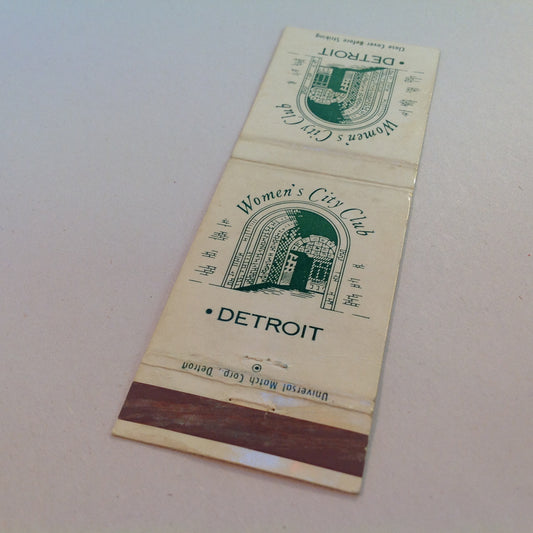 Close Cover Before Striking
• DETROIT
Women's City Club
Women's City Club
• DETROIT
Universal Match Corp., Detroit